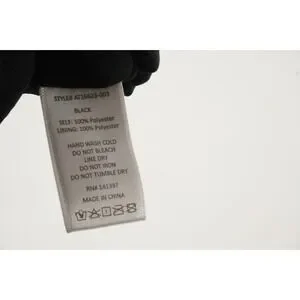 BLACK
SELF: 100% Polyester
LINING: 100% Polyester
HAND WASH COLD
DO NOT BLEACH
LINE DRY
DO NOT IRON
DO NOT TUMBLE DRY
RN# 141397
MADE IN CHINA